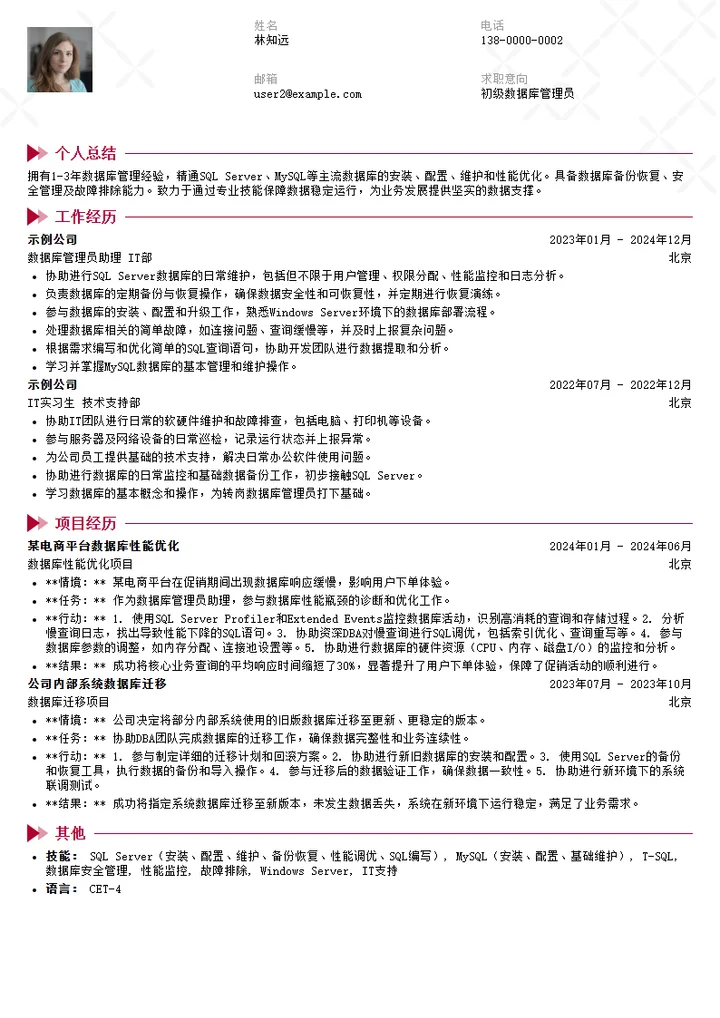 姓名
林知远
电话
138-0000-0002
邮箱
user2@example.com
求职意向
初级数据库管理员
个人总结
拥有1-3年数据库管理经验，精通SQL Server、MySQL等主流数据库的安装、配置、维护和性能优化。具备数据库备份恢复、安
全管理及故障排除能力。致力于通过专业技能保障数据稳定运行，为业务发展提供坚实的数据支撑。
工作经历
示例公司 2023年01月 - 2024年12月
数据库管理员助理 IT部 北京
• 协助进行SQL Server数据库的日常维护，包括但不限于用户管理、权限分配、性能监控和日志分析。
• 负责数据库的定期备份与恢复操作，确保数据安全性和可恢复性，并定期进行恢复演练。
• 参与数据库的安装、配置和升级工作，熟悉Windows Server环境下的数据库部署流程。
• 处理数据库相关的简单故障，如连接问题、查询缓慢等，并及时上报复杂问题。
• 根据需求编写和优化简单的SQL查询语句，协助开发团队进行数据提取和分析。
• 学习并掌握MySQL数据库的基本管理和维护操作。
示例公司 2022年07月 - 2022年12月
IT实习生 技术支持部 北京
• 协助IT团队进行日常的软硬件维护和故障排查，包括电脑、打印机等设备。
• 参与服务器及网络设备的日常巡检，记录运行状态并上报异常。
• 为公司员工提供基础的技术支持，解决日常办公软件使用问题。
• 协助进行数据库的日常监控和基础数据备份工作，初步接触SQL Server。
• 学习数据库的基本概念和操作，为转岗数据库管理员打下基础。
项目经历
某电商平台数据库性能优化 2024年01月 - 2024年06月
数据库性能优化项目 北京
• **情境：** 某电商平台在促销期间出现数据库响应缓慢，影响用户下单体验。
• **任务：** 作为数据库管理员助理，参与数据库性能瓶颈的诊断和优化工作。
• **行动：** 1. 使用SQL Server Profiler和Extended Events监控数据库活动，识别高消耗的查询和存储过程。2. 分析
慢查询日志，找出导致性能下降的SQL语句。3. 协助资深DBA对慢查询进行SQL调优，包括索引优化、查询重写等。4. 参与
数据库参数的调整，如内存分配、连接池设置等。5. 协助进行数据库的硬件资源（CPU、内存、磁盘I/O）的监控和分析。
• **结果：** 成功将核心业务查询的平均响应时间缩短了30%，显著提升了用户下单体验，保障了促销活动的顺利进行。
公司内部系统数据库迁移 2023年07月 - 2023年10月
数据库迁移项目 北京
• **情境：** 公司决定将部分内部系统使用的旧版数据库迁移至更新、更稳定的版本。
• **任务：** 协助DBA团队完成数据库的迁移工作，确保数据完整性和业务连续性。
• **行动：** 1. 参与制定详细的迁移计划和回滚方案。2. 协助进行新旧数据库的安装和配置。3. 使用SQL Server的备份
和恢复工具，执行数据的备份和导入操作。4. 参与迁移后的数据验证工作，确保数据一致性。5. 协助进行新环境下的系统
联调测试。
• **结果：** 成功将指定系统数据库迁移至新版本，未发生数据丢失，系统在新环境下运行稳定，满足了业务需求。
其他
• 技能： SQL Server（安装、配置、维护、备份恢复、性能调优、SQL编写）, MySQL（安装、配置、基础维护）, T-SQL,
数据库安全管理, 性能监控, 故障排除, Windows Server, IT支持
• 语言： CET-4